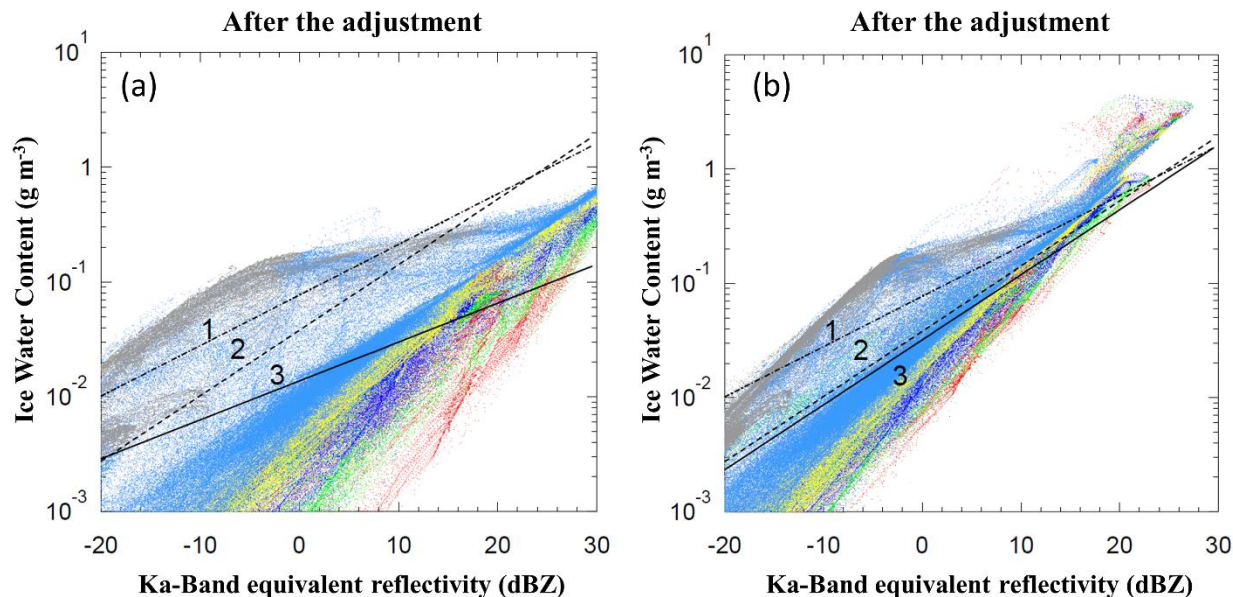 After the adjustment
After the adjustment
(a)
(b)
10¹
1
10⁻¹
10⁻²
10⁻³
Ice Water Content (g m⁻³)
1
2
3
-20 -10 0 10 20 30
Ka-Band equivalent reflectivity (dBZ)
10¹
1
10⁻¹
10⁻²
10⁻³
Ice Water Content (g m⁻³)
1
2
3
-20 -10 0 10 20 30
Ka-Band equivalent reflectivity (dBZ)